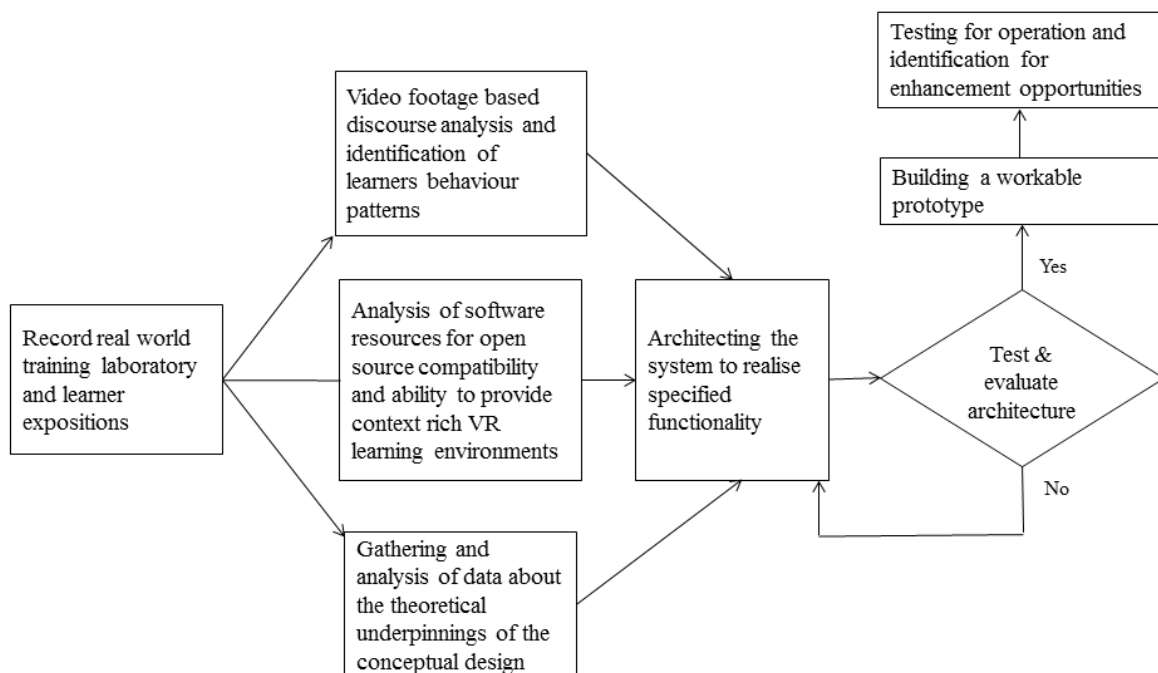 Record real world
training laboratory
and learner
expositions
Video footage based
discourse analysis and
identification of
learners behaviour
patterns
Analysis of software
resources for open
source compatibility
and ability to provide
context rich VR
learning environments
Gathering and
analysis of data about
the theoretical
underpinnings of the
conceptual design
Architecting the
system to realise
specified
functionality
Test &
evaluate
architecture
Yes
No
Building a workable
prototype
Testing for operation and
identification for
enhancement opportunities